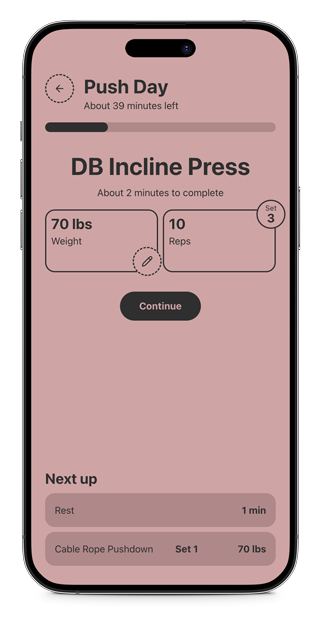 Push Day
About 39 minutes left
DB Incline Press
About 2 minutes to complete
Set
3
70 lbs
Weight
10
Reps
Continue
Next up
Rest 1 min
Cable Rope Pushdown Set 1 70 lbs